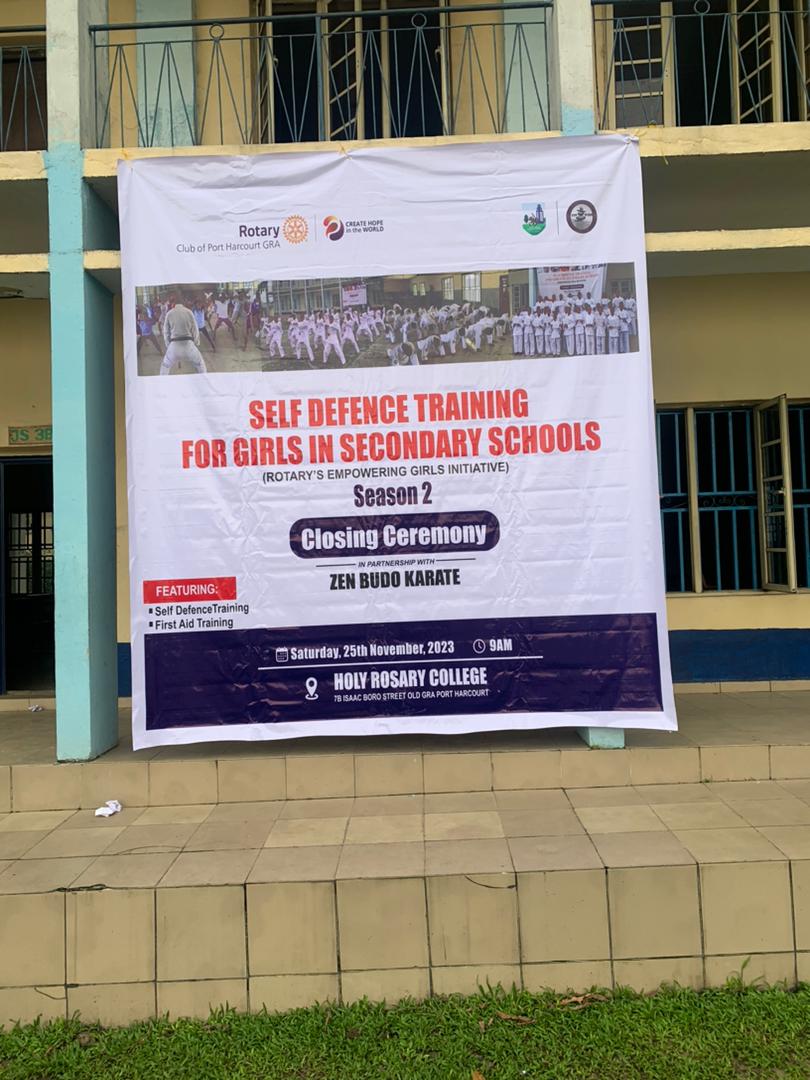 Rotary
Club of Port Harcourt GRA
CREATE HOPE
in the WORLD
SELF DEFENCE TRAINING
FOR GIRLS IN SECONDARY SCHOOLS
(ROTARY'S EMPOWERING GIRLS INITIATIVE)
Season 2
Closing Ceremony
IN PARTNERSHIP WITH
ZEN BUDO KARATE
FEATURING:
▪ Self DefenceTraining
▪ First Aid Training
Saturday, 25th November, 2023
9AM
HOLY ROSARY COLLEGE
7B ISAAC BORO STREET OLD GRA PORT HARCOURT
JS 3B